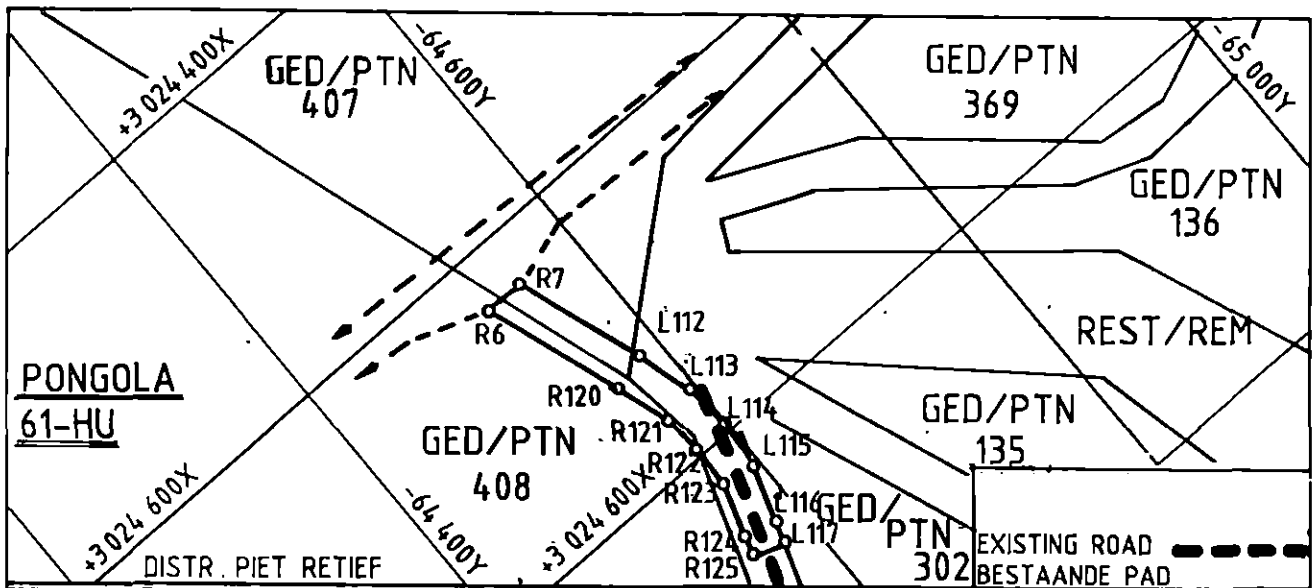 +3 024 400X
GED/PTN
407
-64 600Y
GED/PTN
369
-65 000Y
GED/PTN
136
R7
R6
L112
L113
REST/REM
PONGOLA
61-HU
R120
R121
L114
GED/PTN
135
L115
GED/PTN
408
R122
R123
L116
L117
GED/
PTN
302
+3 024 600X
-64 400Y
+3 024 600X
R124
R125
DISTR. PIET RETIEF
EXISTING ROAD
BESTAANDE PAD